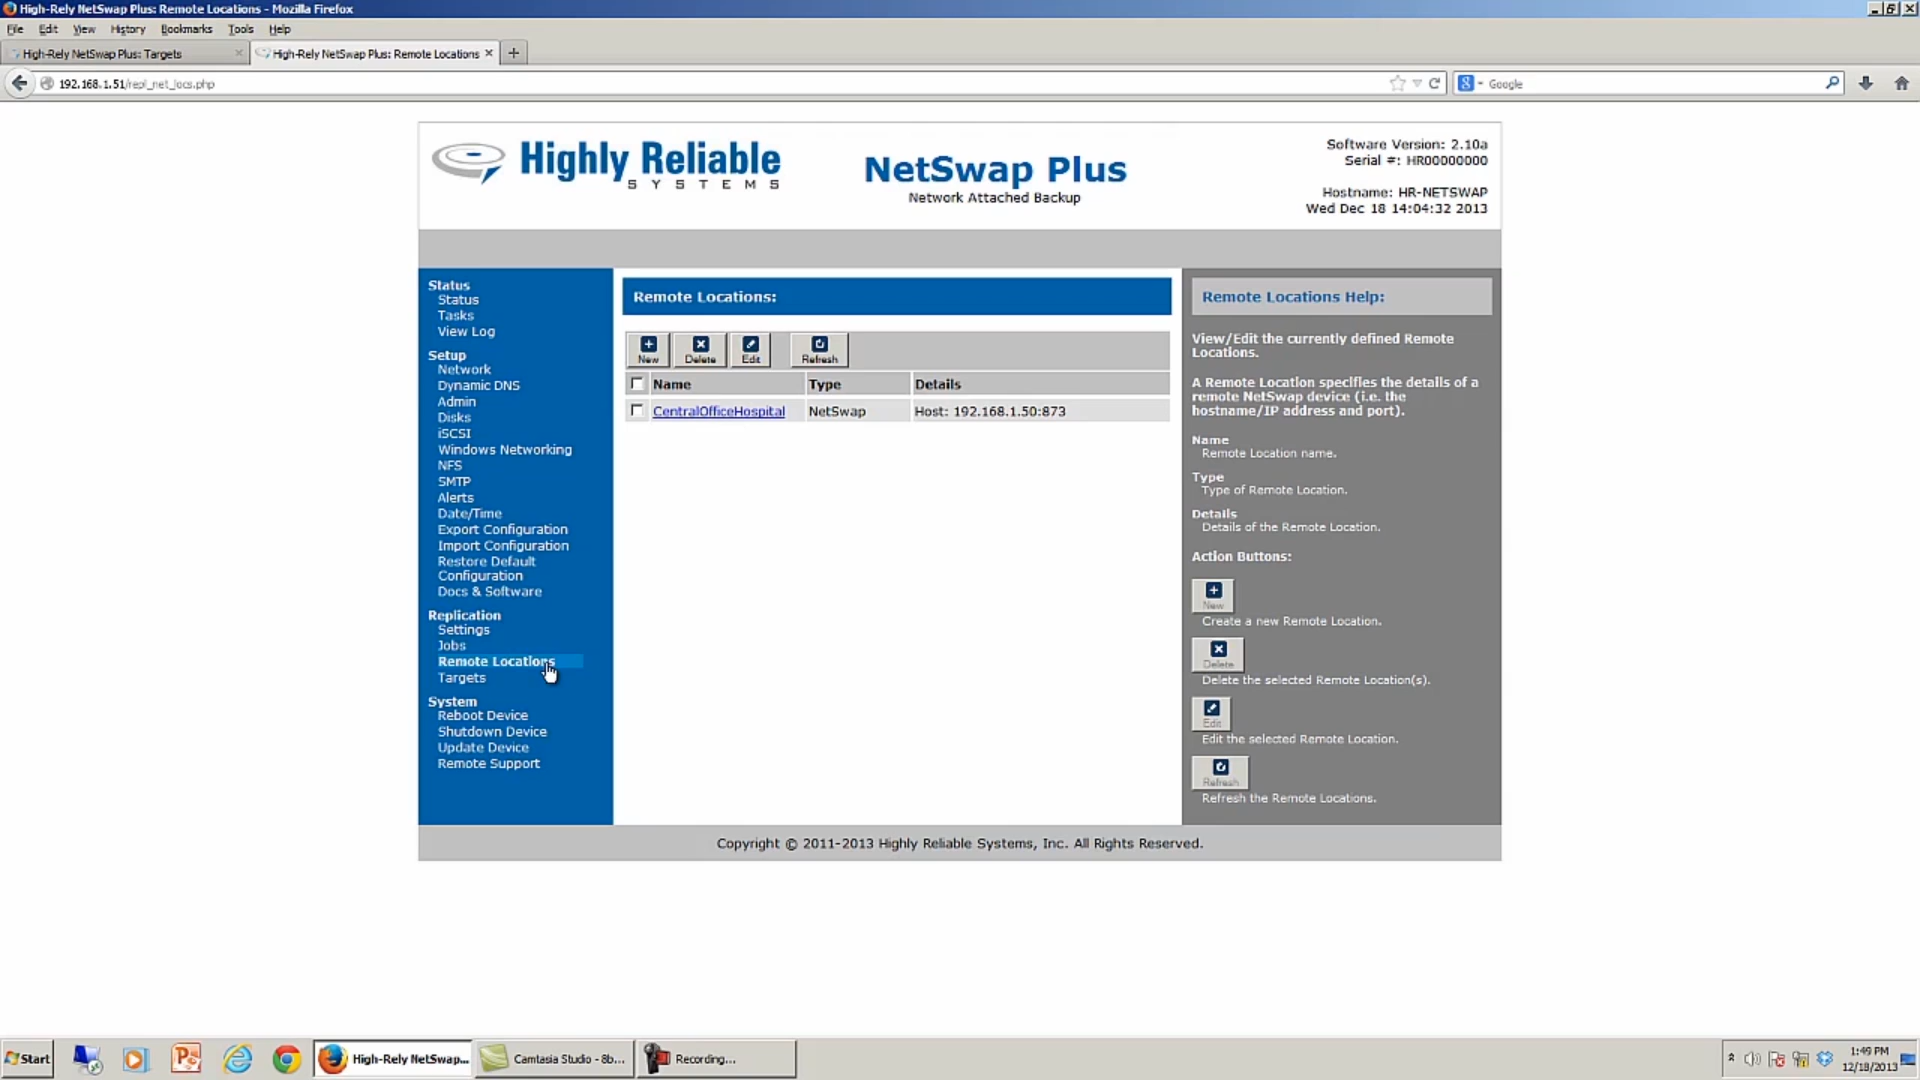 High-Rely NetSwap Plus: Remote Locations - Mozilla Firefox
File Edit View History Bookmarks Tools Help
High-Rely NetSwap Plus: Targets
High-Rely NetSwap Plus: Remote Locations
192.168.1.51/repl_net_locs.php
Google
Highly Reliable
SYSTEMS
NetSwap Plus
Network Attached Backup
Software Version: 2.10a
Serial #: HR00000000
Hostname: HR-NETSWAP
Wed Dec 18 14:04:32 2013
Status
Status
Tasks
View Log
Setup
Network
Dynamic DNS
Admin
Disks
iSCSI
Windows Networking
NFS
SMTP
Alerts
Date/Time
Export Configuration
Import Configuration
Restore Default
Configuration
Docs & Software
Replication
Settings
Jobs
Remote Locations
Targets
System
Reboot Device
Shutdown Device
Update Device
Remote Support
Remote Locations:
New Delete Edit Refresh
Name Type Details
CentralOfficeHospital NetSwap Host: 192.168.1.50:873
Remote Locations Help:
View/Edit the currently defined Remote
Locations.
A Remote Location specifies the details of a
remote NetSwap device (i.e. the
hostname/IP address and port).
Name
Remote Location name.
Type
Type of Remote Location.
Details
Details of the Remote Location.
Action Buttons:
New
Create a new Remote Location.
Delete
Delete the selected Remote Location(s).
Edit
Edit the selected Remote Location.
Refresh
Refresh the Remote Locations.
Copyright © 2011-2013 Highly Reliable Systems, Inc. All Rights Reserved.
Start
High-Rely NetSwap...
Camtasia Studio - 8b...
Recording...
1:49 PM
12/18/2013